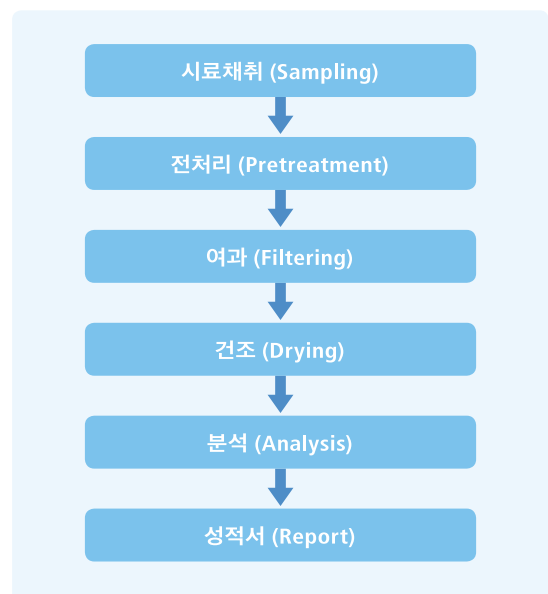 시료채취 (Sampling)
전처리 (Pretreatment)
여과 (Filtering)
건조 (Drying)
분석 (Analysis)
성적서 (Report)